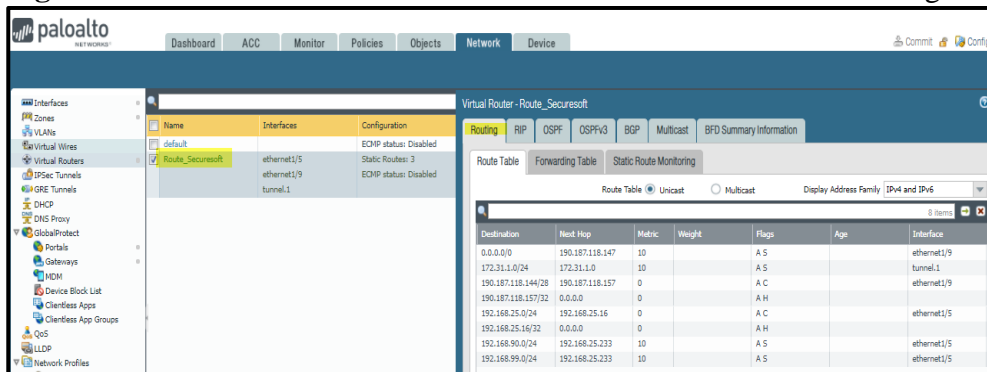 paloalto
NETWORKS
Dashboard ACC Monitor Policies Objects Network Device
Commit
Interfaces
Zones
VLANs
Virtual Wires
Virtual Routers
IPSec Tunnels
GRE Tunnels
DHCP
DNS Proxy
GlobalProtect
Portals
Gateways
MDM
Device Block List
Clientless Apps
Clientless App Groups
QoS
LLDP
Network Profiles
Name Interfaces Configuration
default ECMP status: Disabled
Route_Securesoft ethernet1/5 Static Routes: 3
ethernet1/9 ECMP status: Disabled
tunnel.1
Virtual Router - Route_Securesoft
Routing RIP OSPF OSPFv3 BGP Multicast BFD Summary Information
Route Table Forwarding Table Static Route Monitoring
Route Table Unicast Multicast Display Address Family IPv4 and IPv6
8 items
Destination Next Hop Metric Weight Flags Age Interface
0.0.0.0/0 190.187.118.147 10 A S ethernet1/9
172.31.1.0/24 172.31.1.0 10 A S tunnel.1
190.187.118.144/28 190.187.118.157 0 A C ethernet1/9
190.187.118.157/32 0.0.0.0 0 A H
192.168.25.0/24 192.168.25.16 0 A C ethernet1/5
192.168.25.16/32 0.0.0.0 0 A H
192.168.90.0/24 192.168.25.233 10 A S ethernet1/5
192.168.99.0/24 192.168.25.233 10 A S ethernet1/5